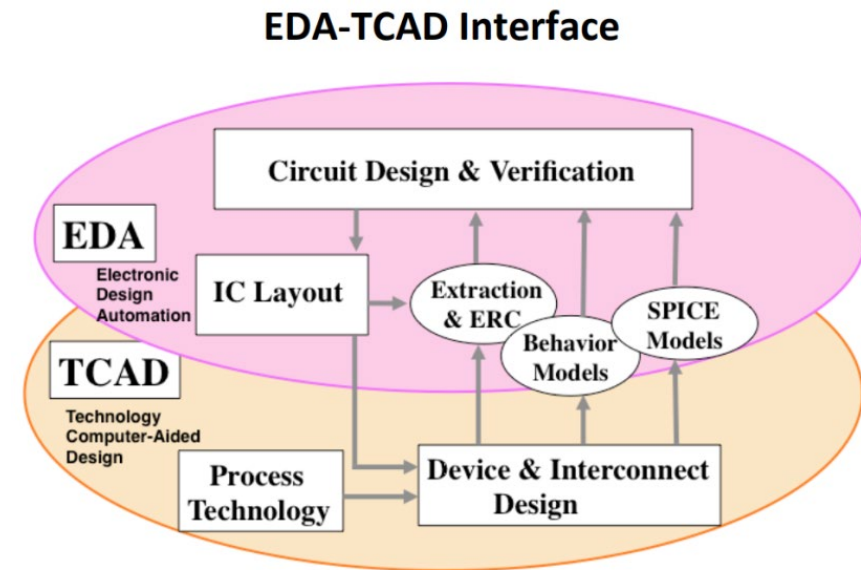 EDA-TCAD Interface
Circuit Design & Verification
EDA
Electronic
Design
Automation
IC Layout
Extraction
& ERC
Behavior
Models
SPICE
Models
TCAD
Technology
Computer-Aided
Design
Process
Technology
Device & Interconnect
Design